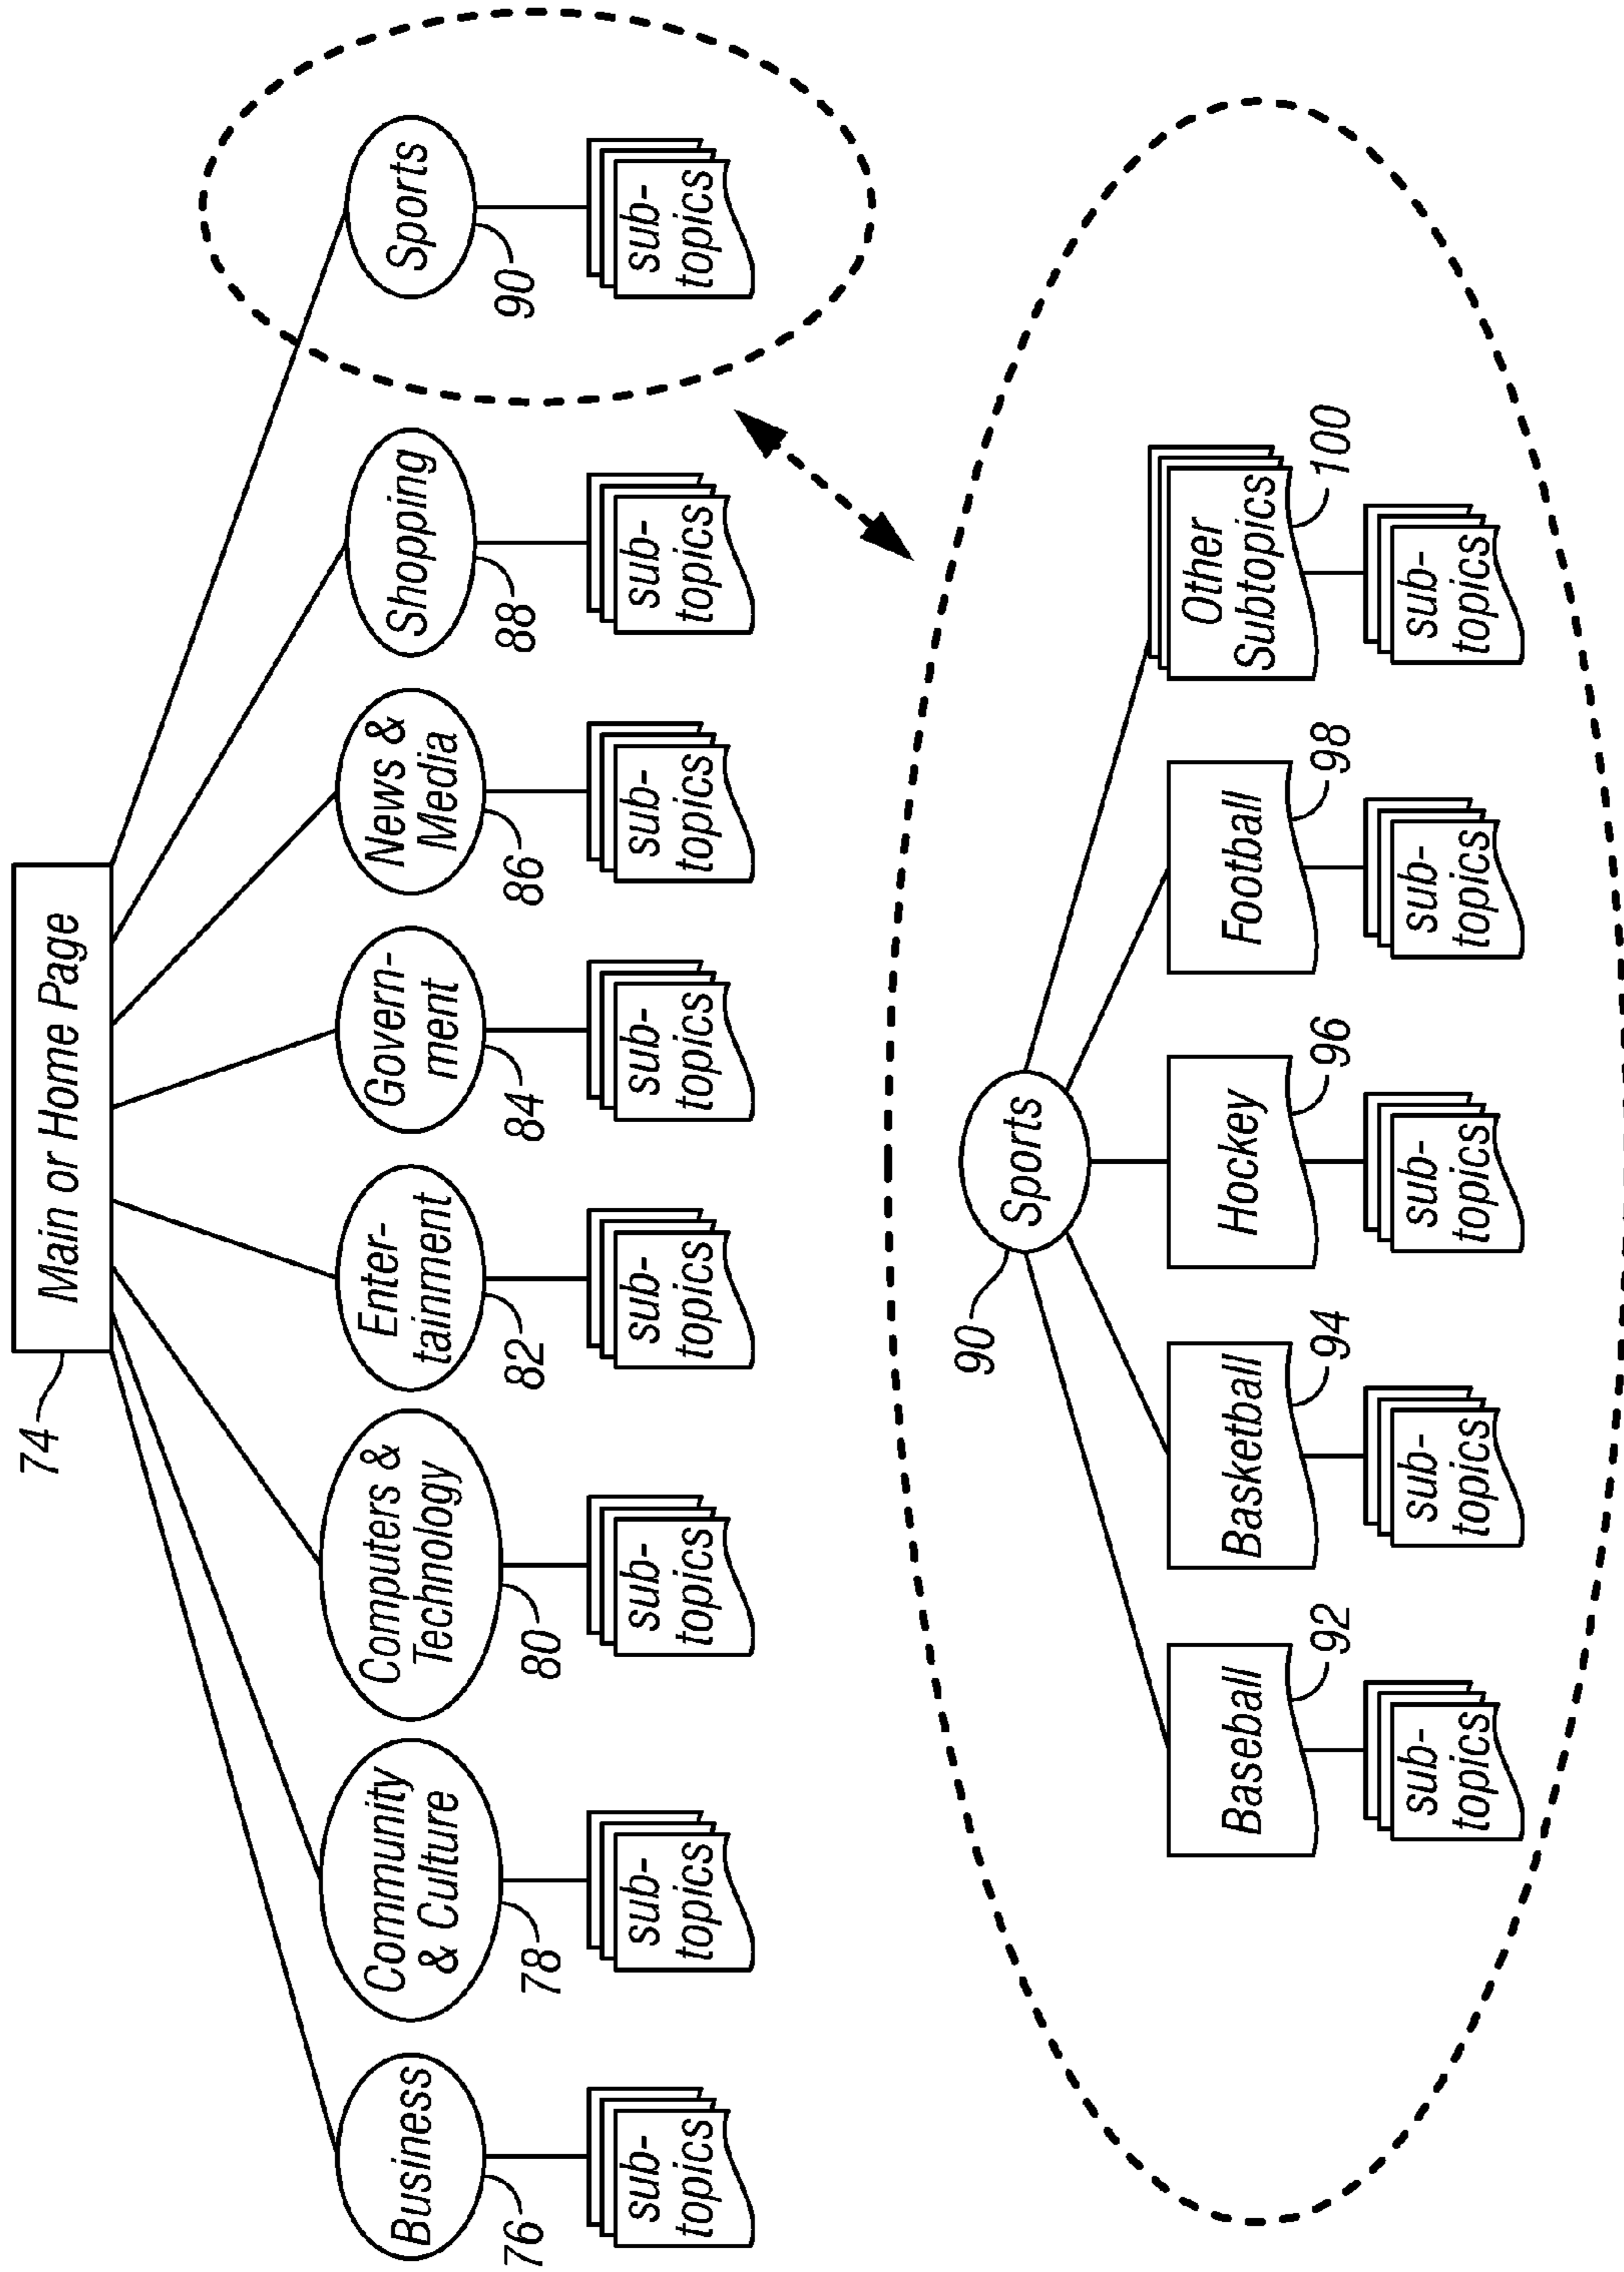 Main or Home Page
74
Business
76
sub-
topics
Community
& Culture
78
sub-
topics
Computers &
Technology
80
sub-
topics
Enter-
tainment
82
sub-
topics
Govern-
ment
84
sub-
topics
News &
Media
86
sub-
topics
Shopping
88
sub-
topics
Sports
90
sub-
topics
Sports
90
Baseball
92
sub-
topics
Basketball
94
sub-
topics
Hockey
96
sub-
topics
Football
98
sub-
topics
Other
Subtopics
100
sub-
topics